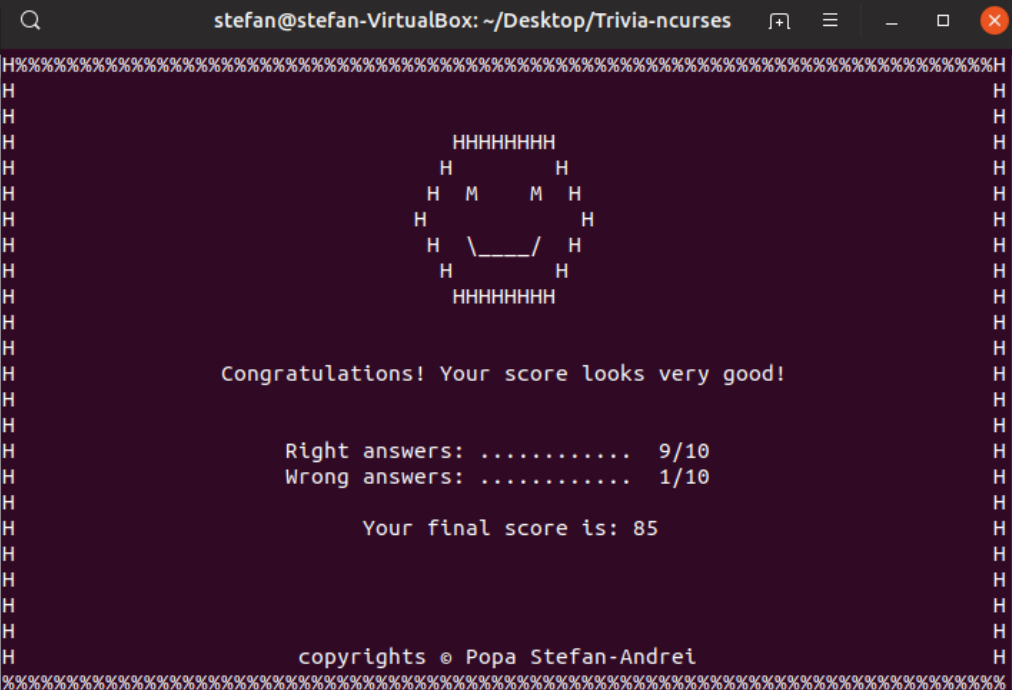 stefan@stefan-VirtualBox: ~/Desktop/Trivia-ncurses
H%%%%%%%%%%%%%%%%%%%%%%%%%%%%%%%%%%%%%%%%%%%%%%%%%%%%%%%%%%%%%%%%%%%%%%%%%%%%%%H
H                                                                            H
H                                                                            H
H                                  HHHHHHHH                                  H
H                                 H        H                                 H
H                                H  M    M  H                                H
H                               H            H                               H
H                                H  \____/  H                                H
H                                 H        H                                 H
H                                  HHHHHHHH                                  H
H                                                                            H
H                                                                            H
H                Congratulations! Your score looks very good!                H
H                                                                            H
H                                                                            H
H                     Right answers: ............  9/10                      H
H                     Wrong answers: ............  1/10                      H
H                                                                            H
H                           Your final score is: 85                          H
H                                                                            H
H                                                                            H
H                                                                            H
H                                                                            H
H                      copyrights © Popa Stefan-Andrei                       H
%%%%%%%%%%%%%%%%%%%%%%%%%%%%%%%%%%%%%%%%%%%%%%%%%%%%%%%%%%%%%%%%%%%%%%%%%%%%%%%%